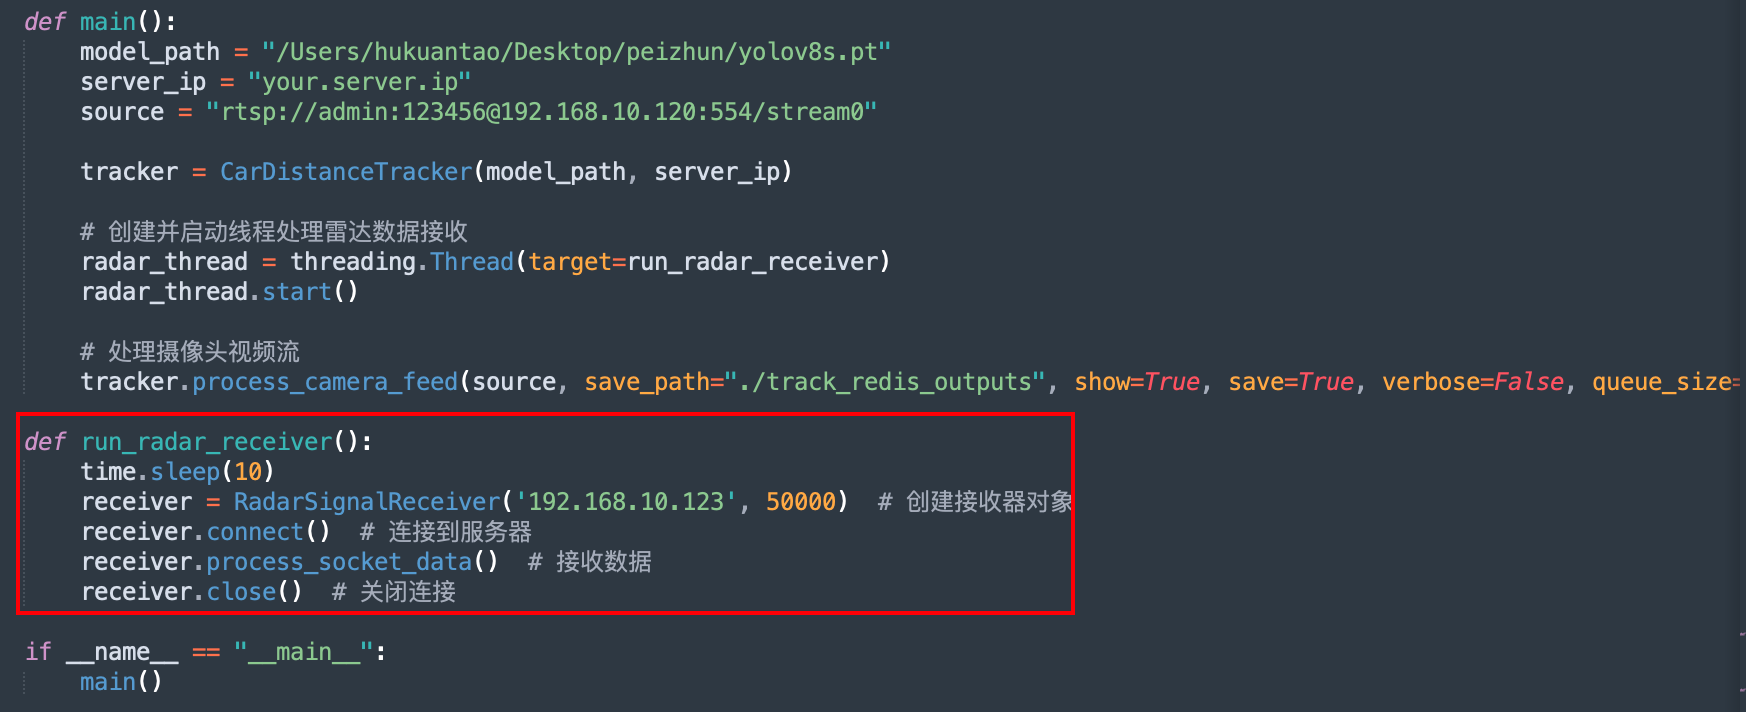 def main():
    model_path = "/Users/hukuantao/Desktop/peizhun/yolov8s.pt"
    server_ip = "your.server.ip"
    source = "rtsp://admin:123456@192.168.10.120:554/stream0"
    tracker = CarDistanceTracker(model_path, server_ip)
    # 创建并启动线程处理雷达数据接收
    radar_thread = threading.Thread(target=run_radar_receiver)
    radar_thread.start()
    # 处理摄像头视频流
    tracker.process_camera_feed(source, save_path="./track_redis_outputs", show=True, save=True, verbose=False, queue_size=
def run_radar_receiver():
    time.sleep(10)
    receiver = RadarSignalReceiver('192.168.10.123', 50000)  # 创建接收器对象
    receiver.connect()  # 连接到服务器
    receiver.process_socket_data()  # 接收数据
    receiver.close()  # 关闭连接
if __name__ == "__main__":
    main()